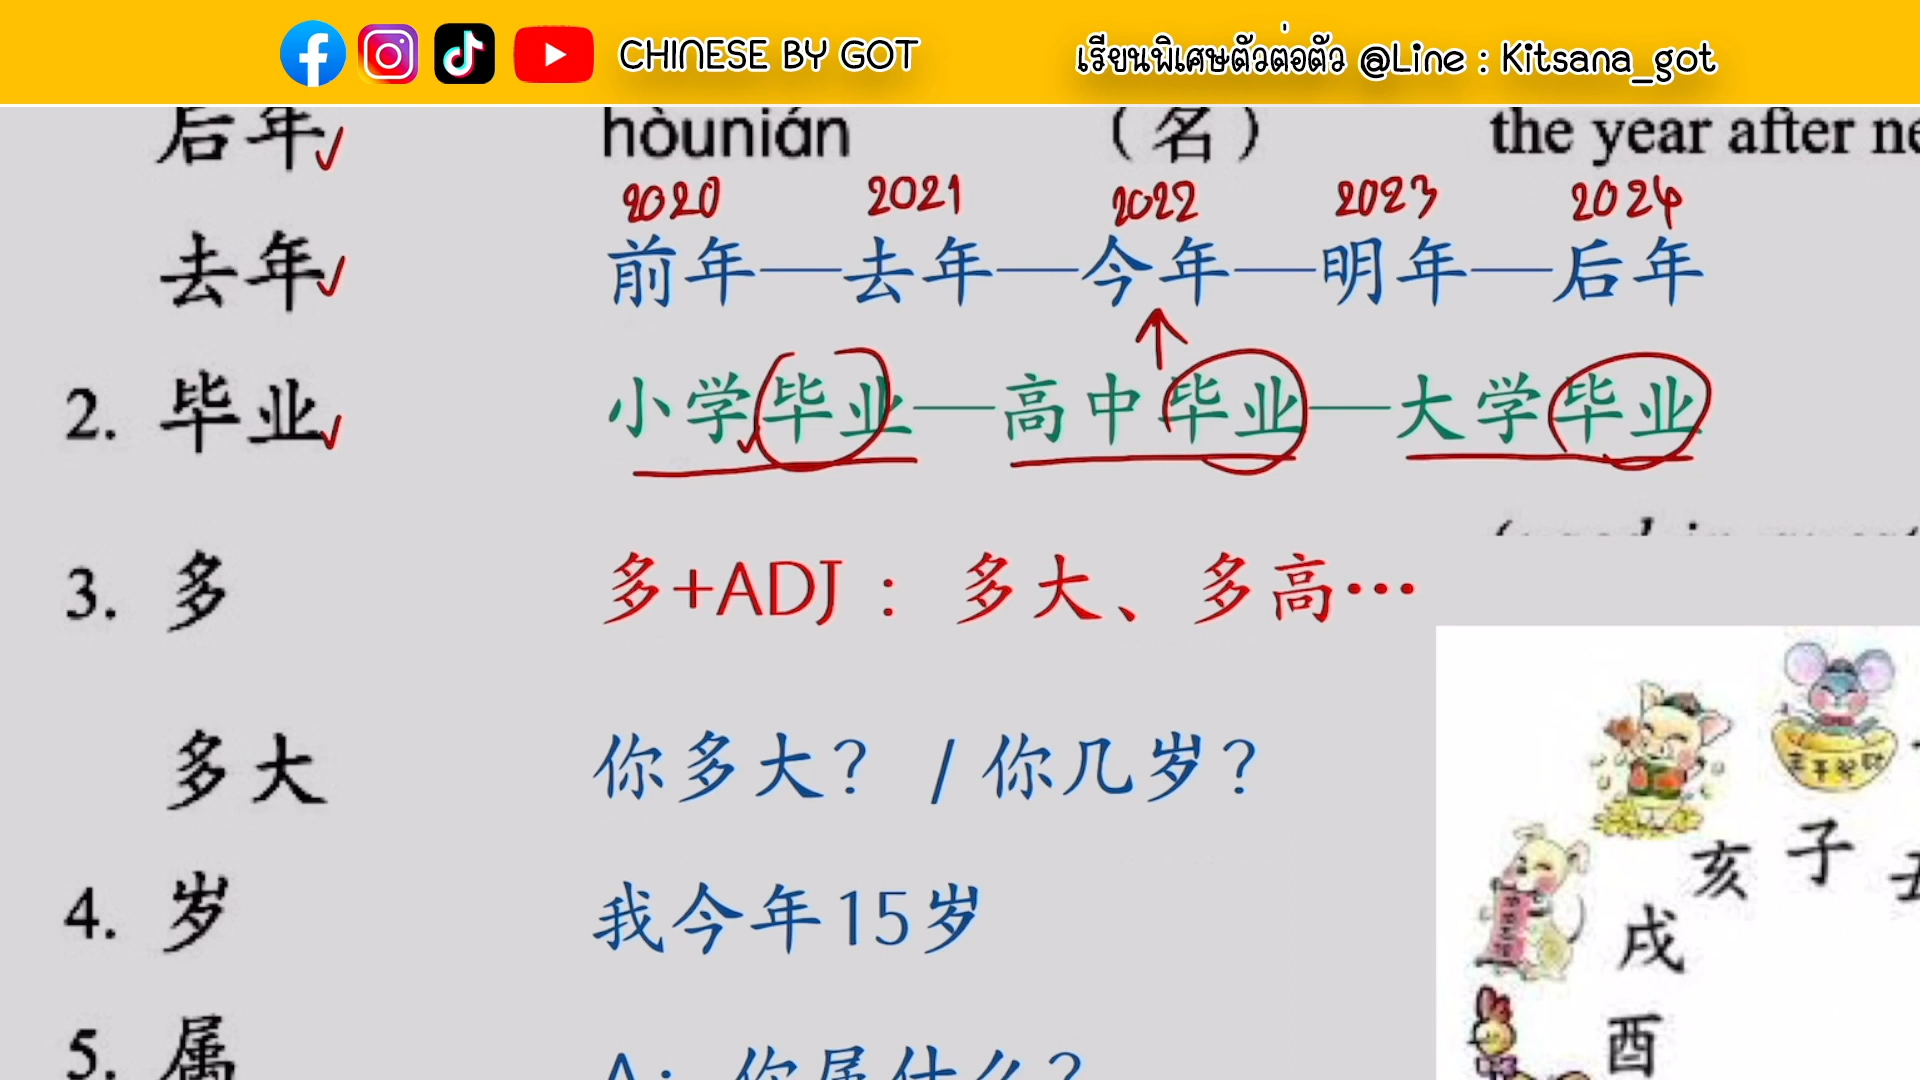 CHINESE BY GOT เรียนพิเศษตัวต่อตัว @Line : Kitsana_got
后年 hòunián （名） the year after
2020 2021 2022 2023 2024
去年 前年—去年—今年—明年—后年
2. 毕业 小学毕业—高中毕业—大学毕业
3. 多 多+ADJ： 多大、多高…
多大 你多大？ / 你几岁？
4. 岁 我今年15岁
5. 属 A：你属什么？
亥 子
戌
酉